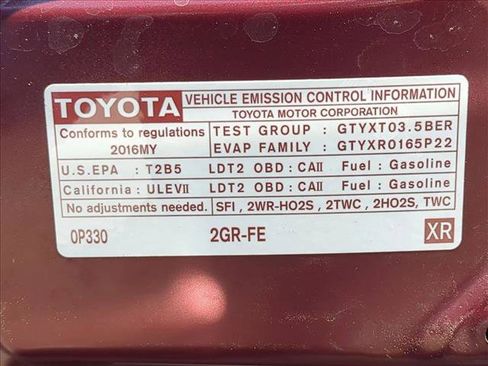 TOYOTA VEHICLE EMISSION CONTROL INFORMATION
TOYOTA MOTOR CORPORATION
Conforms to regulations
2016MY
TEST GROUP : GTYXT03.5BER
EVAP FAMILY : GTYXR0165P22
U.S.EPA : T2B5 LDT2 OBD : CAII Fuel : Gasoline
California : ULEVII LDT2 OBD : CAII Fuel : Gasoline
No adjustments needed. SFI , 2WR-HO2S , 2TWC , 2HO2S, TWC
0P330 2GR-FE XR